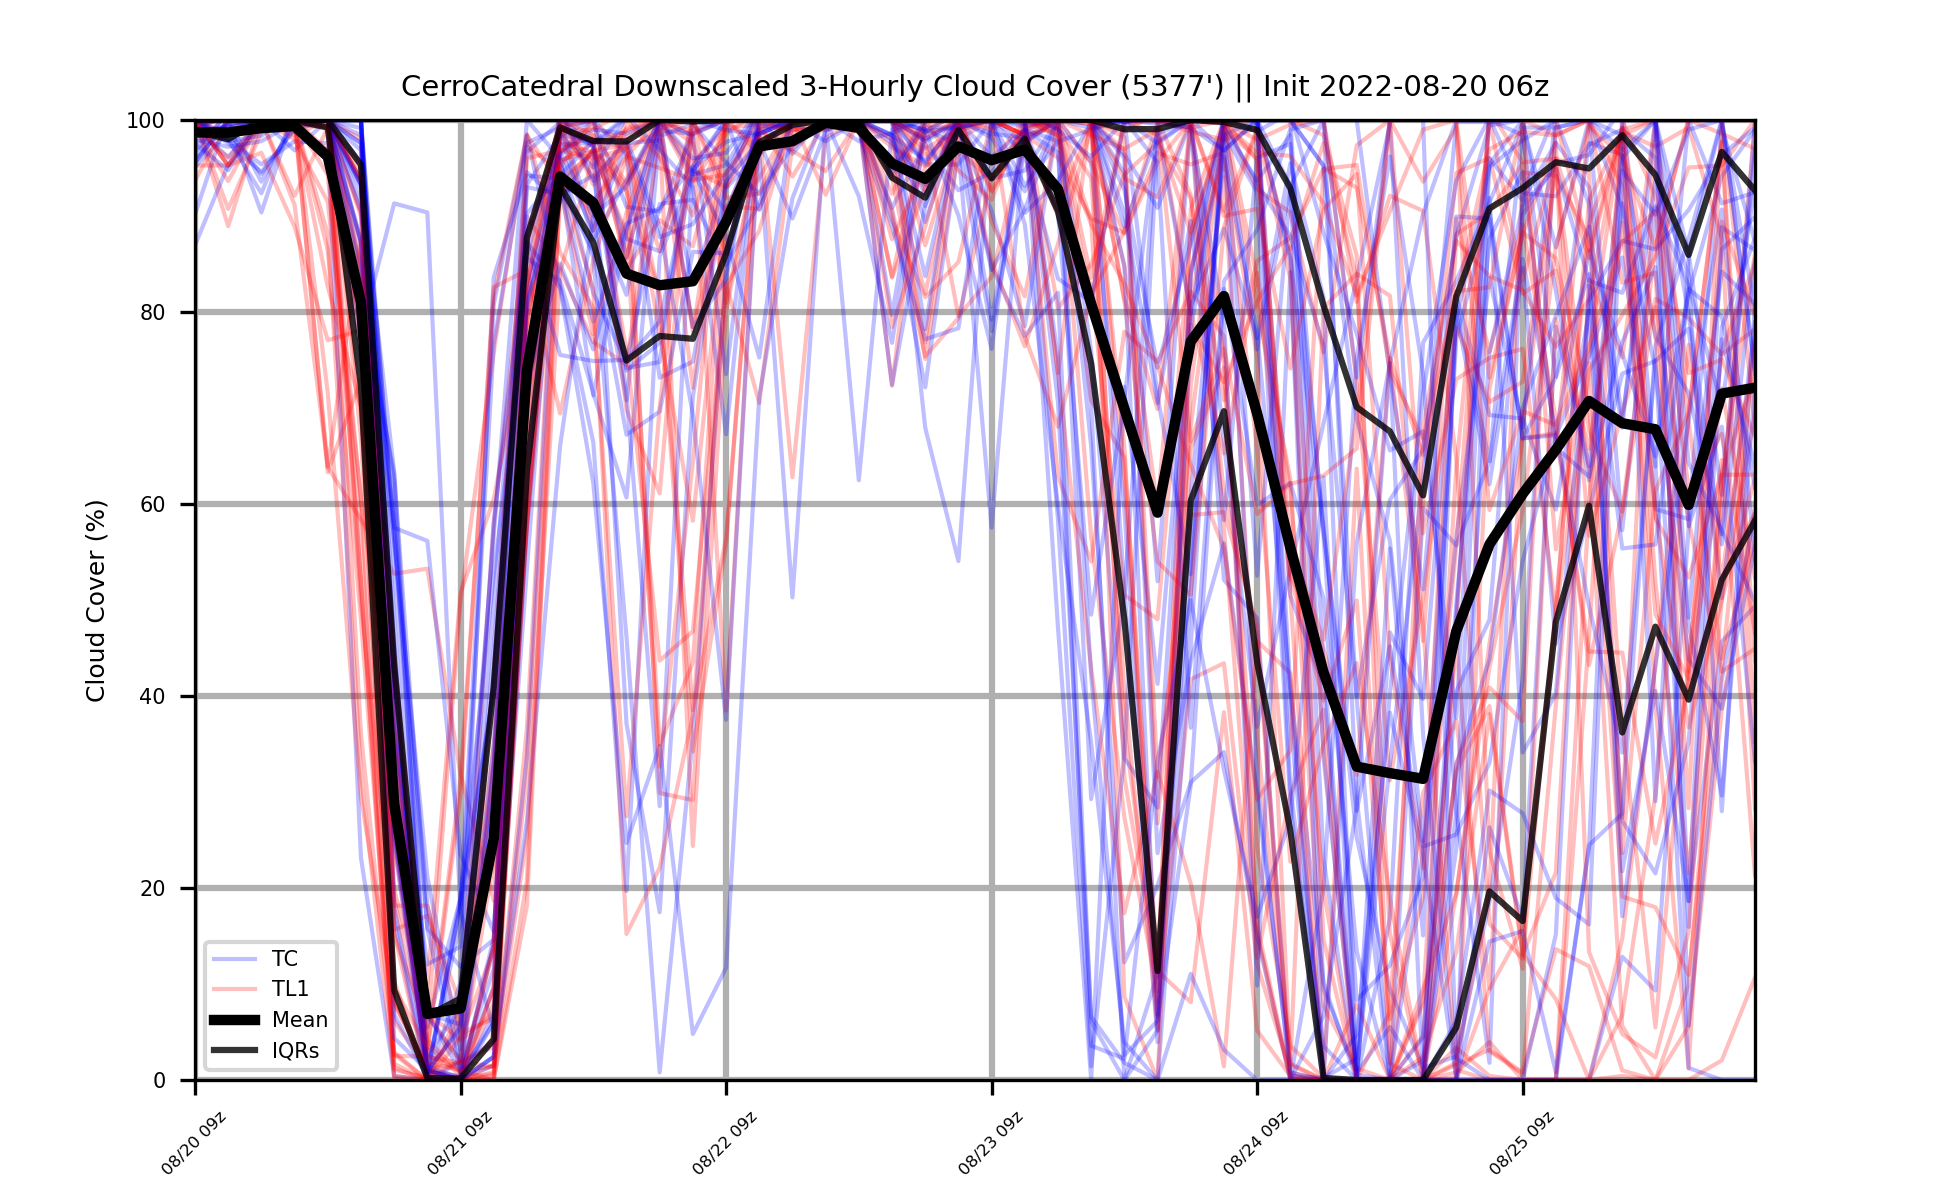 CerroCatedral Downscaled 3-Hourly Cloud Cover (5377') || Init 2022-08-20 06z
Cloud Cover (%)
100
80
60
40
20
0
TC
TL1
Mean
IQRs
08/20 09z
08/21 09z
08/22 09z
08/23 09z
08/24 09z
08/25 09z